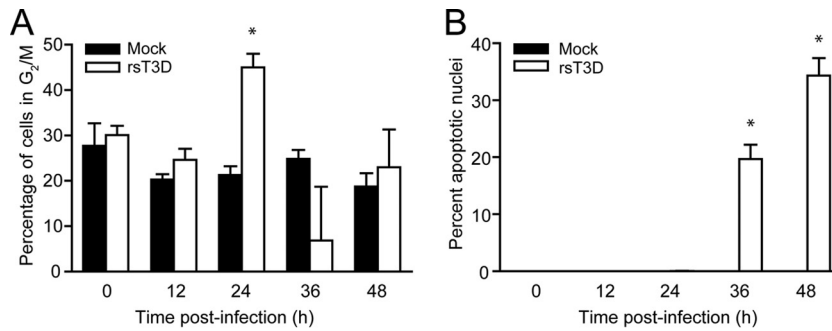 A
Percentage of cells in G2/M
50
40
30
20
10
0
Mock
rsT3D
*
0 12 24 36 48
Time post-infection (h)
B
Percent apoptotic nuclei
40
30
20
10
0
Mock
rsT3D
*
*
0 12 24 36 48
Time post-infection (h)